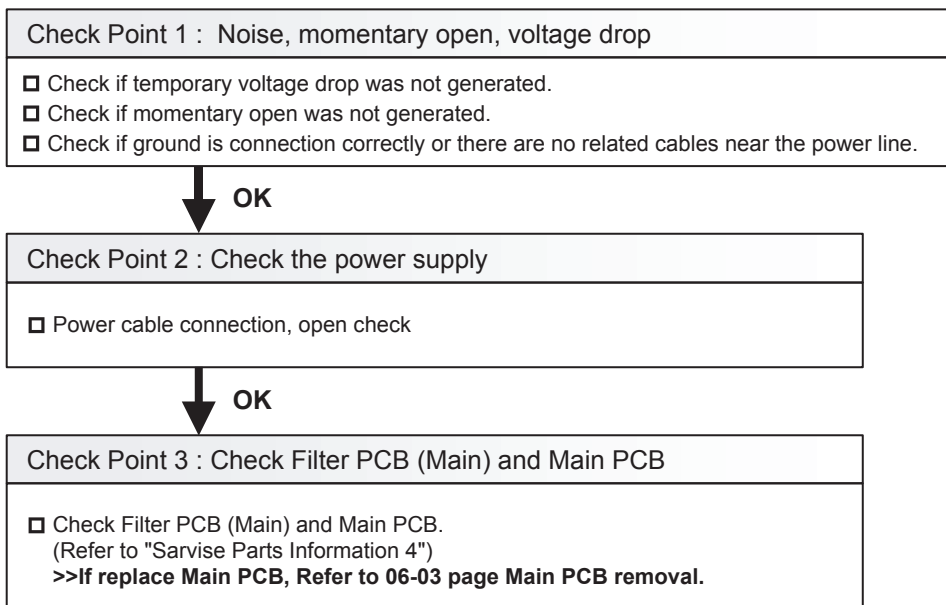 Check Point 1 : Noise, momentary open, voltage drop
Check if temporary voltage drop was not generated.
Check if momentary open was not generated.
Check if ground is connection correctly or there are no related cables near the power line.
OK
Check Point 2 : Check the power supply
Power cable connection, open check
OK
Check Point 3 : Check Filter PCB (Main) and Main PCB
Check Filter PCB (Main) and Main PCB.
(Refer to "Sarvise Parts Information 4")
>>If replace Main PCB, Refer to 06-03 page Main PCB removal.